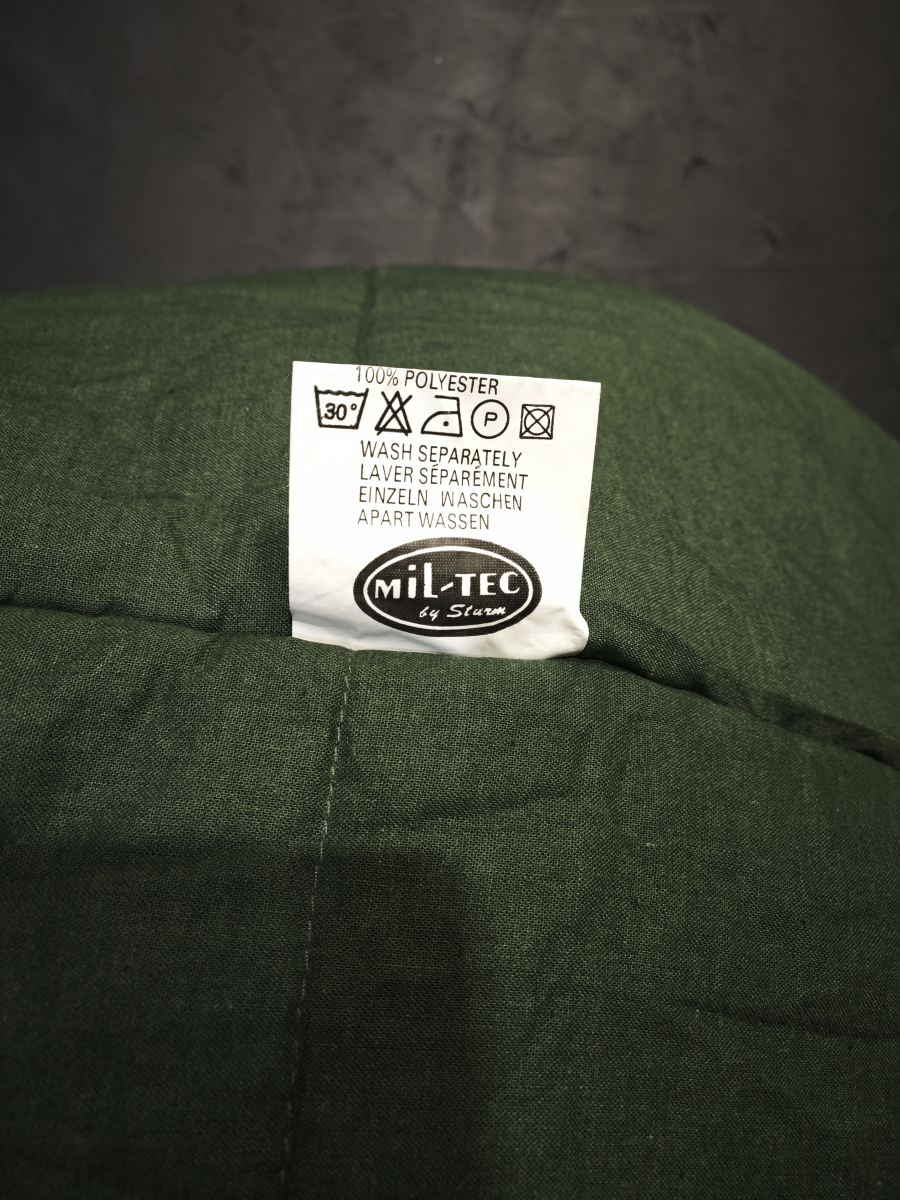 100% POLYESTER
30° P
WASH SEPARATELY
LAVER SÉPARÉMENT
EINZELN WASCHEN
APART WASSEN
MIL-TEC
by Sturm